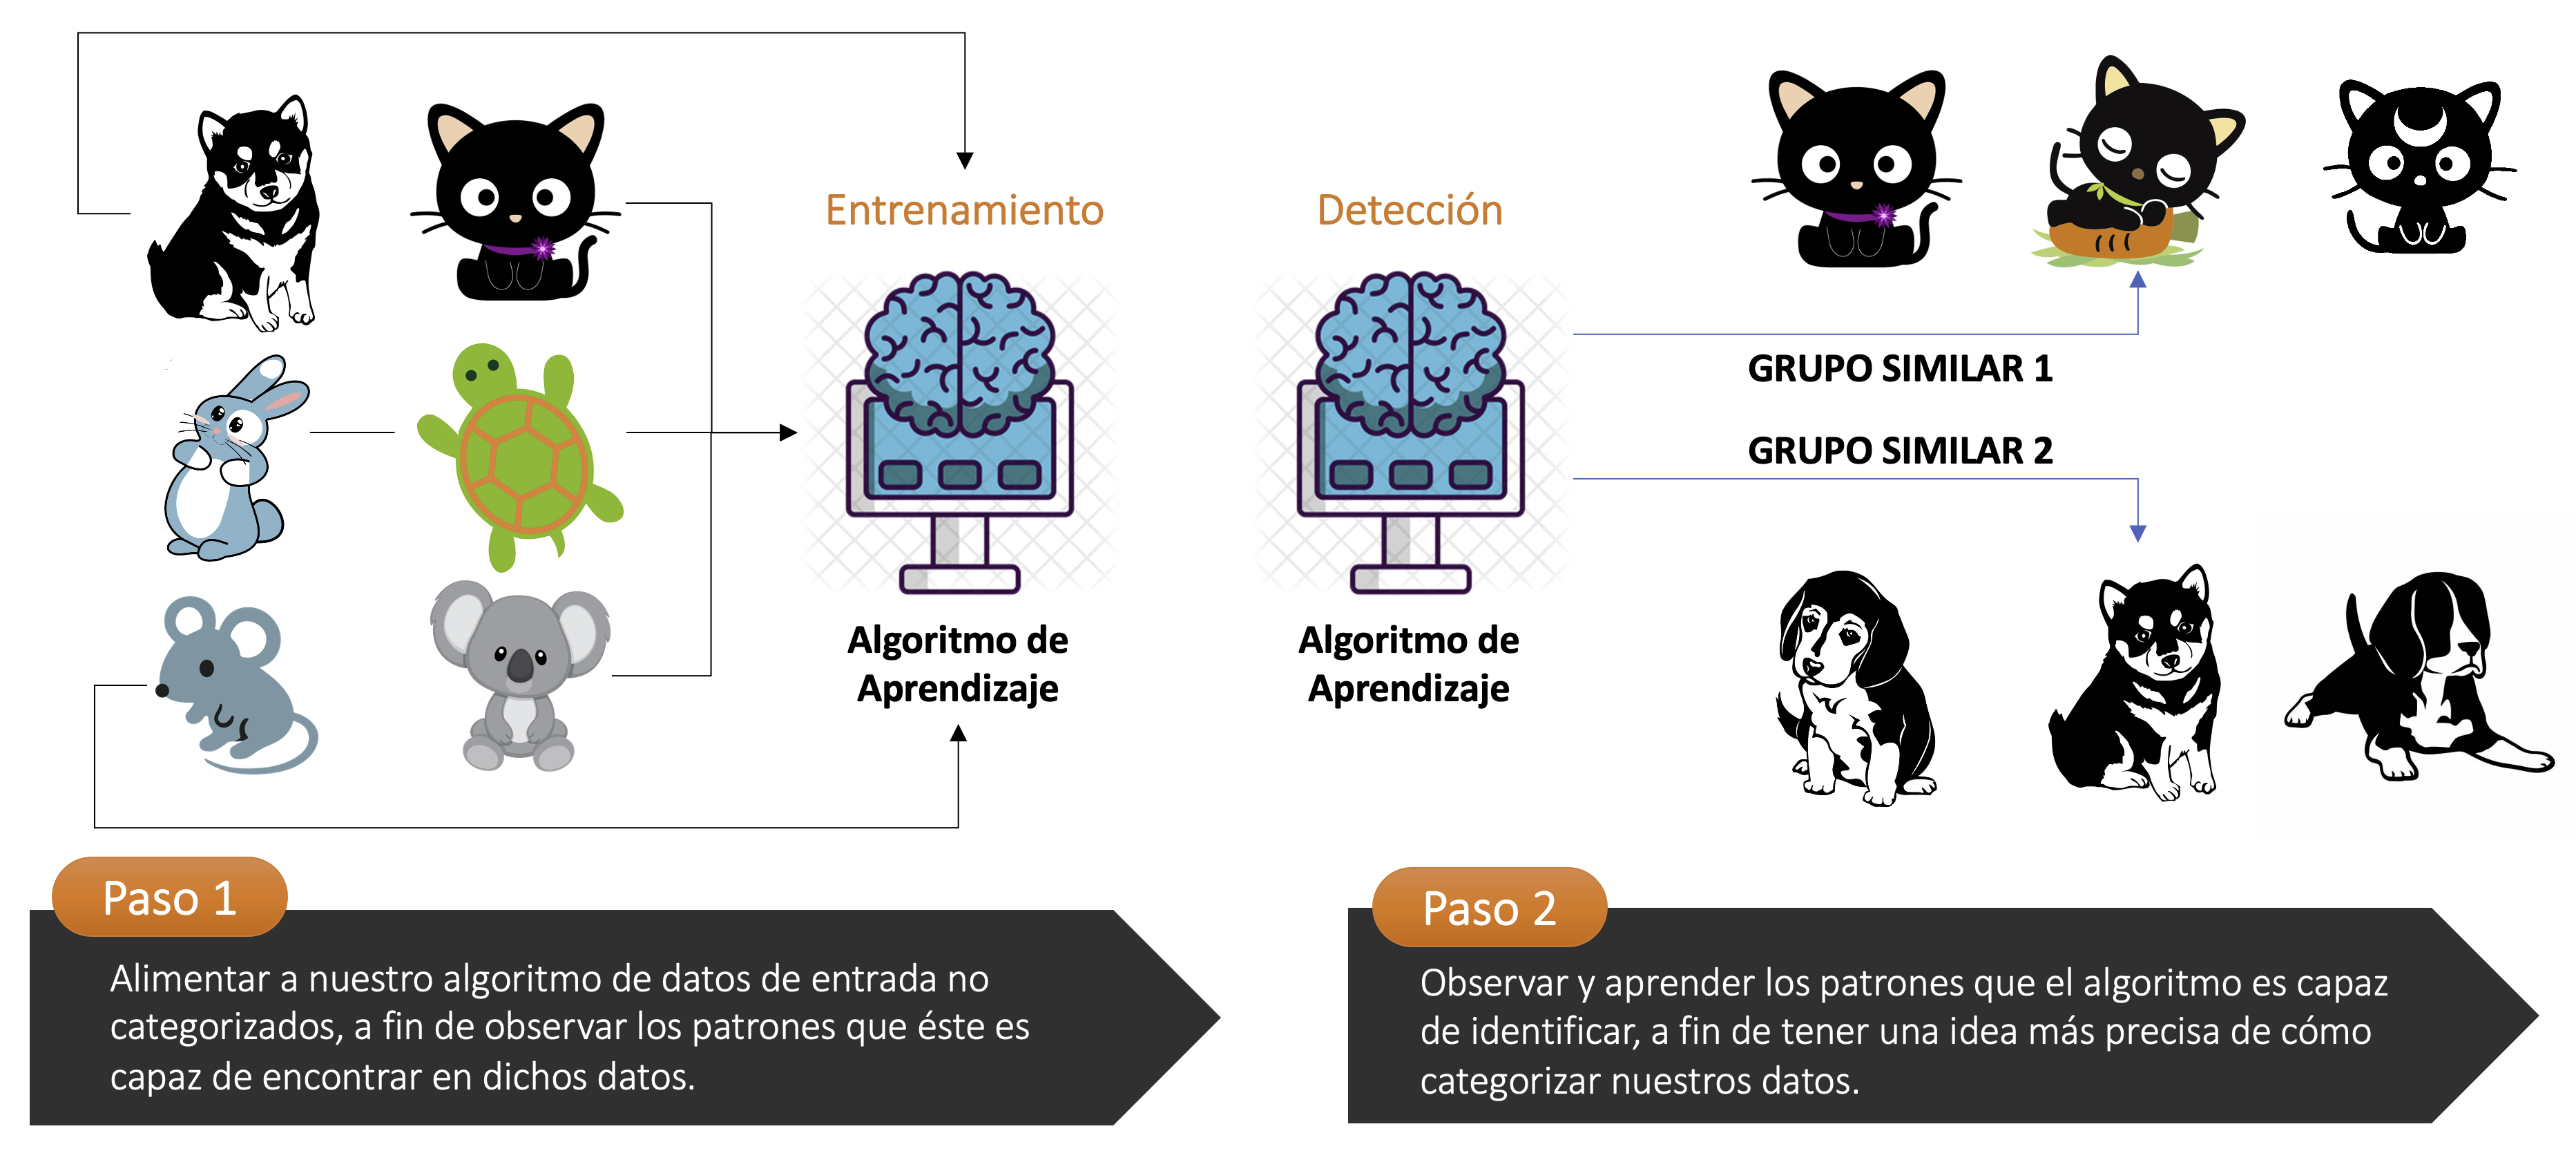 Entrenamiento
Detección
GRUPO SIMILAR 1
GRUPO SIMILAR 2
Algoritmo de
Aprendizaje
Algoritmo de
Aprendizaje
Paso 1
Alimentar a nuestro algoritmo de datos de entrada no
categorizados, a fin de observar los patrones que éste es
capaz de encontrar en dichos datos.
Paso 2
Observar y aprender los patrones que el algoritmo es capaz
de identificar, a fin de tener una idea más precisa de cómo
categorizar nuestros datos.